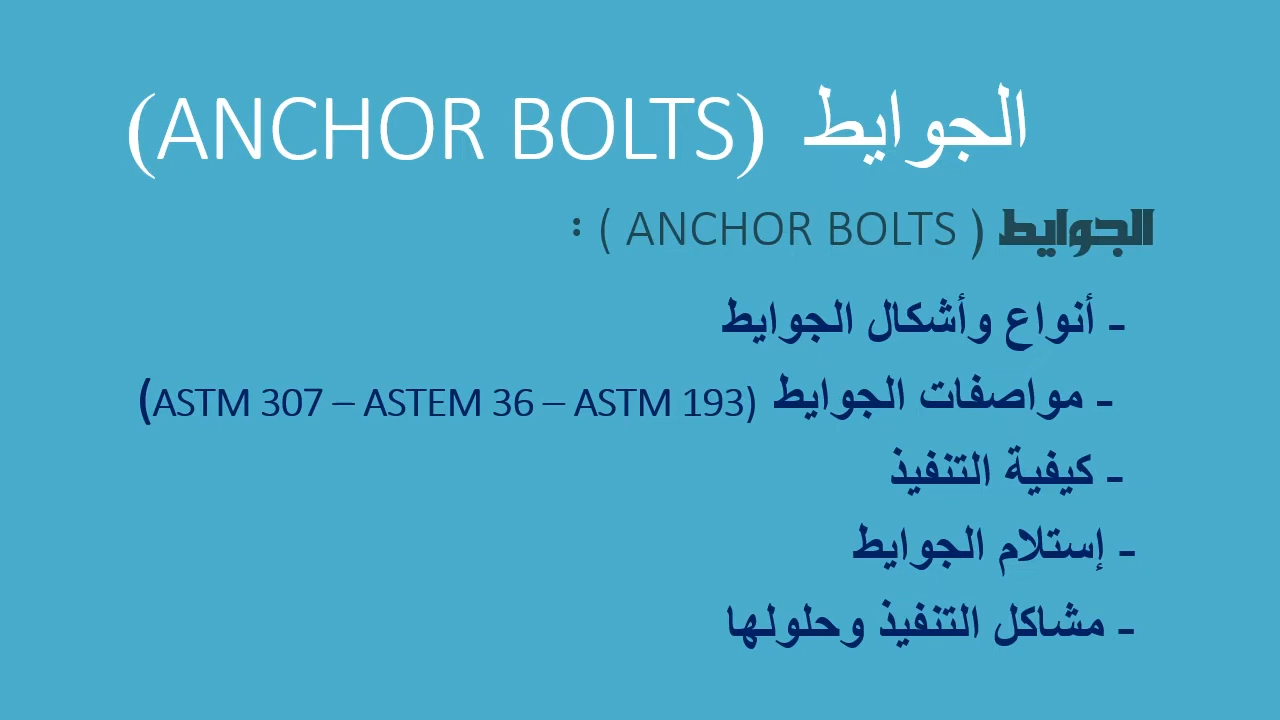 الجوايط (ANCHOR BOLTS)
الجوايط ( ANCHOR BOLTS ) :
- أنواع وأشكال الجوايط
- مواصفات الجوايط (ASTM 307 – ASTEM 36 – ASTM 193)
- كيفية التنفيذ
- إستلام الجوايط
- مشاكل التنفيذ وحلولها